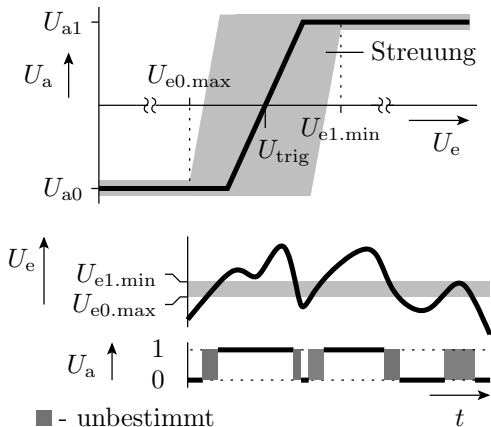 U_a1
U_e0.max
Streuung
U_a
U_e1.min
U_trig
U_e
U_a0
U_e
U_e1.min
U_e0.max
1
U_a
0
- unbestimmt
t